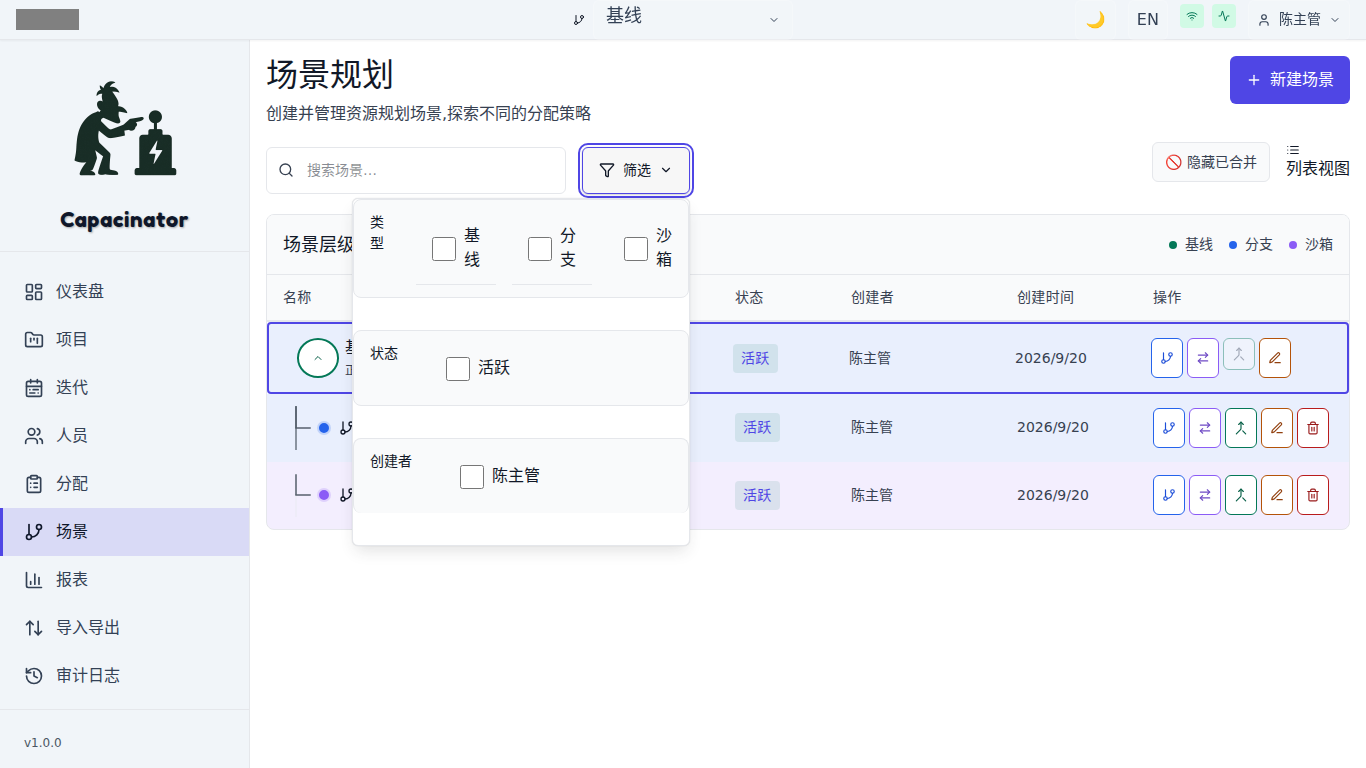 基线
EN
陈主管
Capacinator
仪表盘
项目
迭代
人员
分配
场景
报表
导入导出
审计日志
v1.0.0
场景规划
创建并管理资源规划场景,探索不同的分配策略
新建场景
搜索场景...
筛选
隐藏已合并
列表视图
场景层级
基线
分支
沙箱
类型
基线
分支
沙箱
状态
活跃
创建者
陈主管
名称
状态
创建者
创建时间
操作
活跃
陈主管
2026/9/20
活跃
陈主管
2026/9/20
活跃
陈主管
2026/9/20